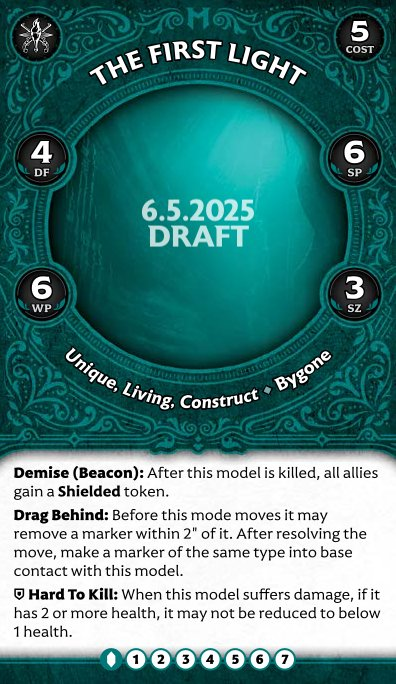 5
COST
THE FIRST LIGHT
4
DF
6
SP
6.5.2025
DRAFT
6
WP
3
SZ
Unique, Living, Construct ⬥ Bygone
Demise (Beacon): After this model is killed, all allies
gain a Shielded token.
Drag Behind: Before this mode moves it may
remove a marker within 2" of it. After resolving the
move, make a marker of the same type into base
contact with this model.
Hard To Kill: When this model suffers damage, if it
has 2 or more health, it may not be reduced to below
1 health.
1 2 3 4 5 6 7